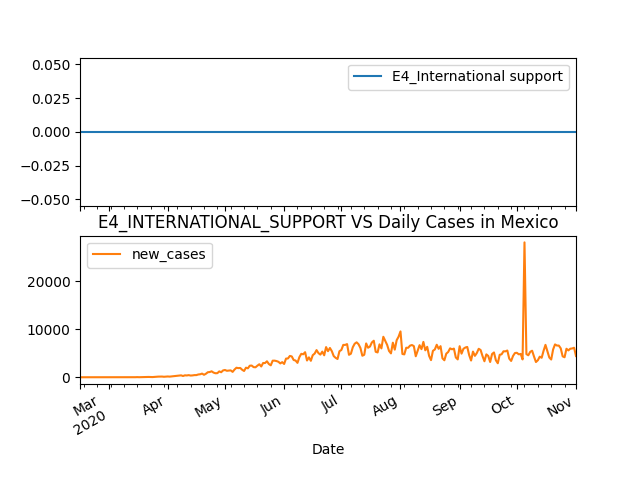 0.050
0.025
0.000
−0.025
−0.050
E4_International support
E4_INTERNATIONAL_SUPPORT VS Daily Cases in Mexico
new_cases
20000
10000
0
Mar
2020
Apr
May
Jun
Jul
Aug
Sep
Oct
Nov
Date